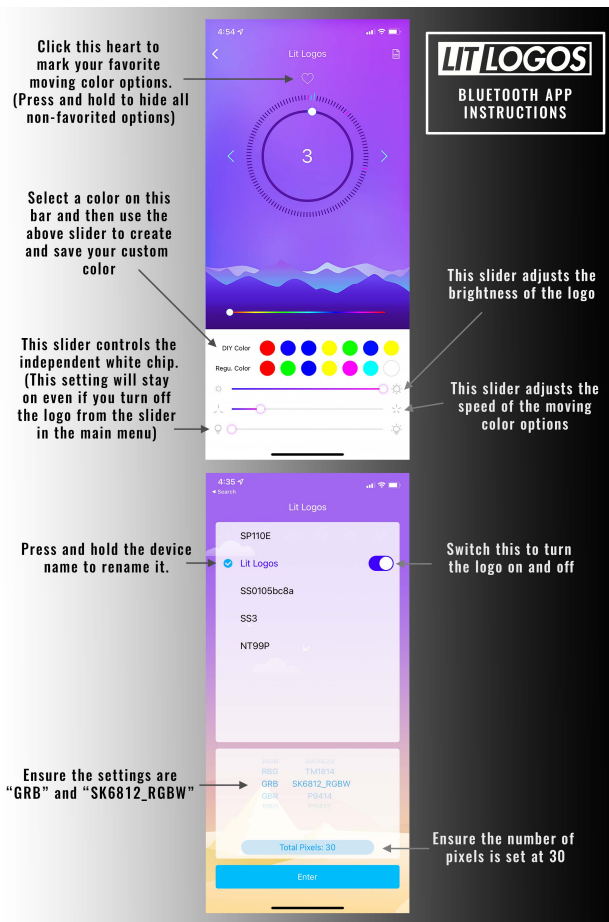 Click this heart to
mark your favorite
moving color options.
(Press and hold to hide all
non-favorited options)
4:54
Lit Logos
LIT LOGOS
BLUETOOTH APP
INSTRUCTIONS
3
Select a color on this
bar and then use the
above slider to create
and save your custom
color
This slider adjusts the
brightness of the logo
DIY Color
Regu. Color
This slider controls the
independent white chip.
(This setting will stay
on even if you turn off
the logo from the slider
in the main menu)
This slider adjusts the
speed of the moving
color options
4:35
Search
Lit Logos
SP110E
Press and hold the device
name to rename it.
Lit Logos
Switch this to turn
the logo on and off
SS0105bc8a
SS3
NT99P
Ensure the settings are
“GRB” and “SK6812_RGBW”
RBG TM1814
GRB SK6812_RGBW
GBR P9414
Total Pixels: 30
Ensure the number of
pixels is set at 30
Enter